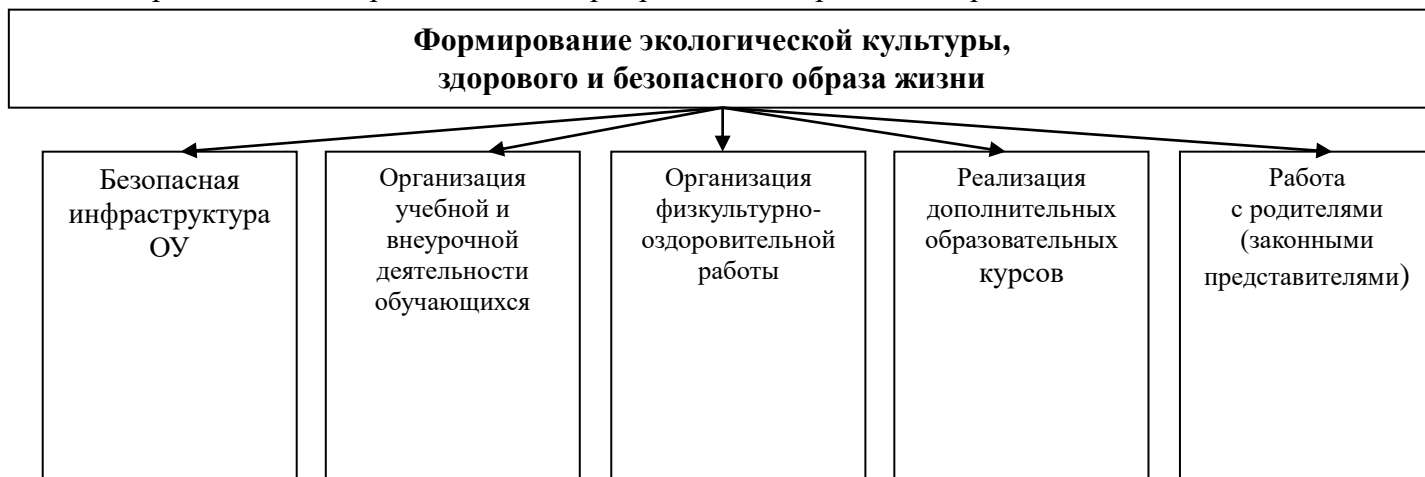 Формирование экологической культуры,
здорового и безопасного образа жизни
Безопасная
инфраструктура
ОУ
Организация
учебной и
внеурочной
деятельности
обучающихся
Организация
физкультурно-
оздоровительной
работы
Реализация
дополнительных
образовательных
курсов
Работа
с родителями
(законными
представителями)